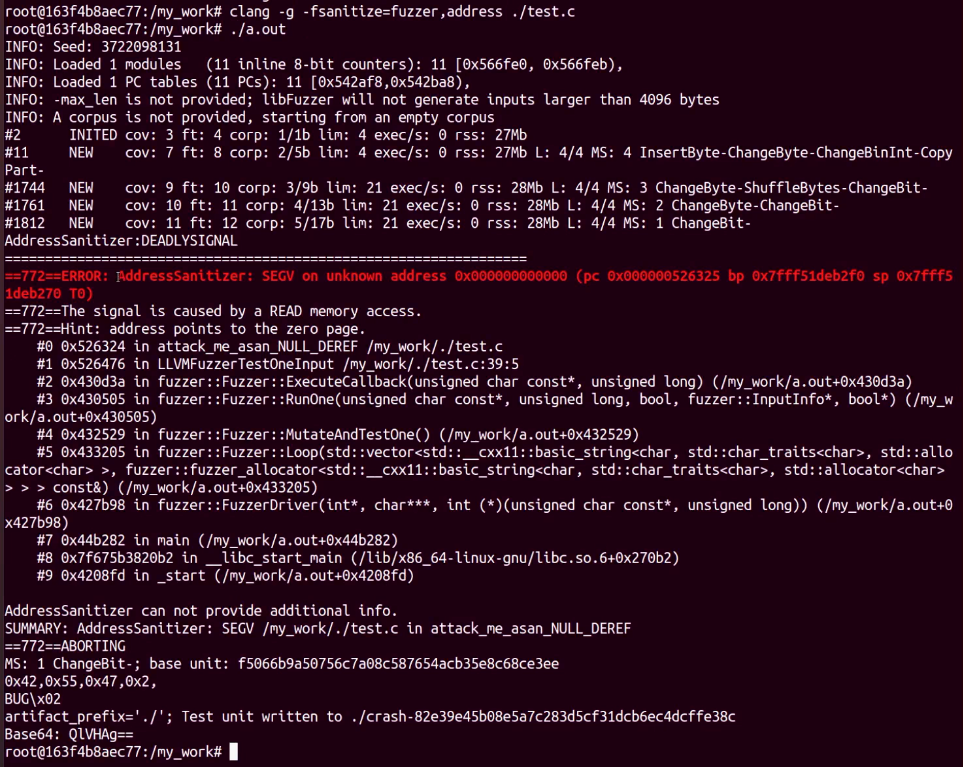 root@163f4b8aec77:/my_work# clang -g -fsanitize=fuzzer,address ./test.c
root@163f4b8aec77:/my_work# ./a.out
INFO: Seed: 3722098131
INFO: Loaded 1 modules   (11 inline 8-bit counters): 11 [0x566fe0, 0x566feb),
INFO: Loaded 1 PC tables (11 PCs): 11 [0x542af8,0x542ba8),
INFO: -max_len is not provided; libFuzzer will not generate inputs larger than 4096 bytes
INFO: A corpus is not provided, starting from an empty corpus
#2      INITED cov: 3 ft: 4 corp: 1/1b lim: 4 exec/s: 0 rss: 27Mb
#11     NEW    cov: 7 ft: 8 corp: 2/5b lim: 4 exec/s: 0 rss: 27Mb L: 4/4 MS: 4 InsertByte-ChangeByte-ChangeBinInt-Copy
Part-
#1744   NEW    cov: 9 ft: 10 corp: 3/9b lim: 21 exec/s: 0 rss: 28Mb L: 4/4 MS: 3 ChangeByte-ShuffleBytes-ChangeBit-
#1761   NEW    cov: 10 ft: 11 corp: 4/13b lim: 21 exec/s: 0 rss: 28Mb L: 4/4 MS: 2 ChangeByte-ChangeBit-
#1812   NEW    cov: 11 ft: 12 corp: 5/17b lim: 21 exec/s: 0 rss: 28Mb L: 4/4 MS: 1 ChangeBit-
AddressSanitizer:DEADLYSIGNAL
=================================================================
==772==ERROR: AddressSanitizer: SEGV on unknown address 0x000000000000 (pc 0x000000526325 bp 0x7fff51deb2f0 sp 0x7fff5
1deb270 T0)
==772==The signal is caused by a READ memory access.
==772==Hint: address points to the zero page.
    #0 0x526324 in attack_me_asan_NULL_DEREF /my_work/./test.c
    #1 0x526476 in LLVMFuzzerTestOneInput /my_work/./test.c:39:5
    #2 0x430d3a in fuzzer::Fuzzer::ExecuteCallback(unsigned char const*, unsigned long) (/my_work/a.out+0x430d3a)
    #3 0x430505 in fuzzer::Fuzzer::RunOne(unsigned char const*, unsigned long, bool, fuzzer::InputInfo*, bool*) (/my_w
ork/a.out+0x430505)
    #4 0x432529 in fuzzer::Fuzzer::MutateAndTestOne() (/my_work/a.out+0x432529)
    #5 0x433205 in fuzzer::Fuzzer::Loop(std::vector<std::__cxx11::basic_string<char, std::char_traits<char>, std::allo
cator<char> >, fuzzer::fuzzer_allocator<std::__cxx11::basic_string<char, std::char_traits<char>, std::allocator<char>
> > > const&) (/my_work/a.out+0x433205)
    #6 0x427b98 in fuzzer::FuzzerDriver(int*, char***, int (*)(unsigned char const*, unsigned long)) (/my_work/a.out+0
x427b98)
    #7 0x44b282 in main (/my_work/a.out+0x44b282)
    #8 0x7f675b3820b2 in __libc_start_main (/lib/x86_64-linux-gnu/libc.so.6+0x270b2)
    #9 0x4208fd in _start (/my_work/a.out+0x4208fd)

AddressSanitizer can not provide additional info.
SUMMARY: AddressSanitizer: SEGV /my_work/./test.c in attack_me_asan_NULL_DEREF
==772==ABORTING
MS: 1 ChangeBit-; base unit: f5066b9a50756c7a08c587654acb35e8c68ce3ee
0x42,0x55,0x47,0x2,
BUG\x02
artifact_prefix='./'; Test unit written to ./crash-82e39e45b08e5a7c283d5cf31dcb6ec4dcffe38c
Base64: QlVHAg==
root@163f4b8aec77:/my_work#